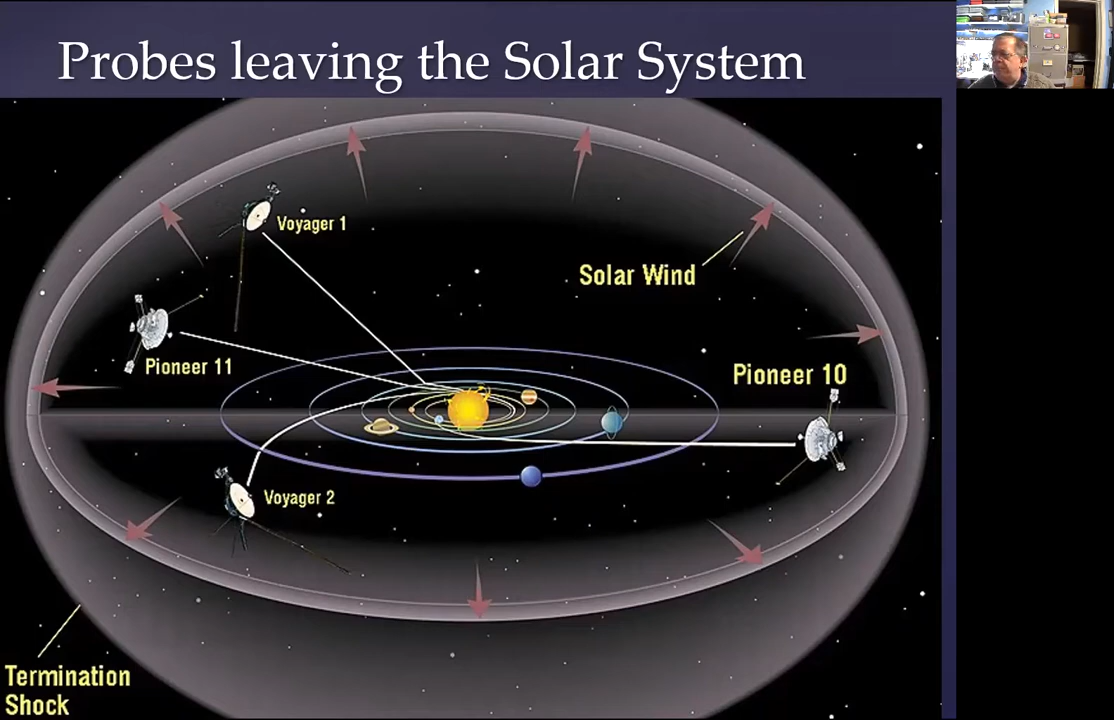 Probes leaving the Solar System
Voyager 1
Solar Wind
Pioneer 11
Pioneer 10
Voyager 2
Termination
Shock